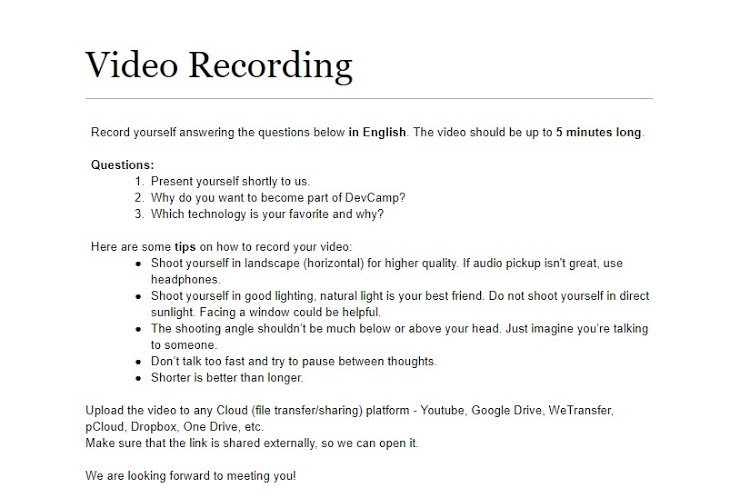 Video Recording
Record yourself answering the questions below in English. The video should be up to 5 minutes long.
Questions:
1. Present yourself shortly to us.
2. Why do you want to become part of DevCamp?
3. Which technology is your favorite and why?
Here are some tips on how to record your video:
● Shoot yourself in landscape (horizontal) for higher quality. If audio pickup isn't great, use
headphones.
● Shoot yourself in good lighting, natural light is your best friend. Do not shoot yourself in direct
sunlight. Facing a window could be helpful.
● The shooting angle shouldn't be much below or above your head. Just imagine you're talking
to someone.
● Don't talk too fast and try to pause between thoughts.
● Shorter is better than longer.
Upload the video to any Cloud (file transfer/sharing) platform - Youtube, Google Drive, WeTransfer,
pCloud, Dropbox, One Drive, etc.
Make sure that the link is shared externally, so we can open it.
We are looking forward to meeting you!